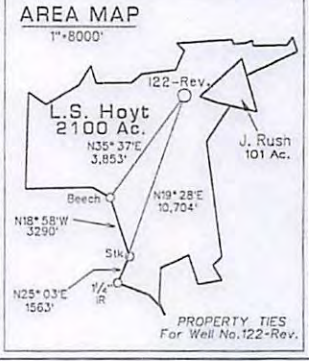 AREA MAP
1"=8000'
122-Rev.
L.S. Hoyt
2100 Ac.
J. Rush
101 Ac.
N35° 37'E
3,853'
Beech
N19° 28'E
10,704'
N18° 58'W
3290'
Stk.
N25° 03'E
1563'
1¼"
IR
PROPERTY TIES
For Well No.122-Rev.